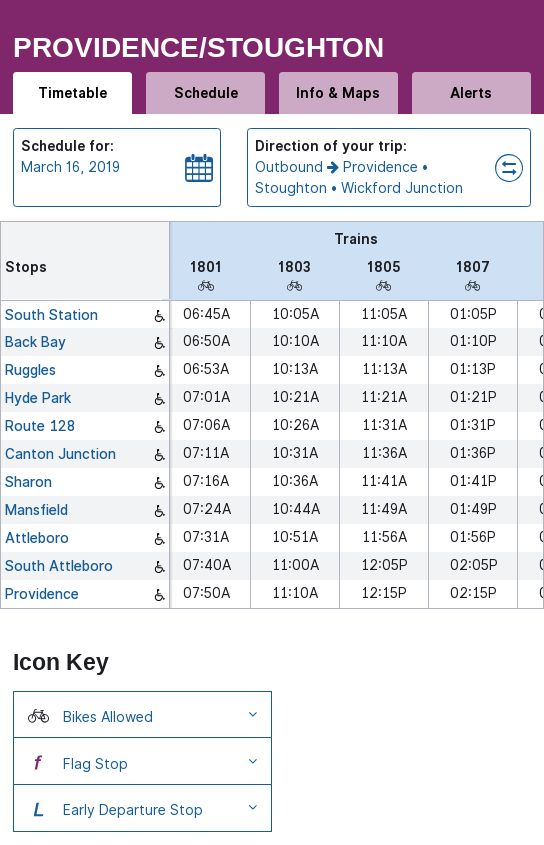 PROVIDENCE/STOUGHTON
Timetable Schedule Info & Maps Alerts
Schedule for:
March 16, 2019
Direction of your trip:
Outbound → Providence •
Stoughton • Wickford Junction
Trains
Stops 1801 1803 1805 1807
South Station 06:45A 10:05A 11:05A 01:05P
Back Bay 06:50A 10:10A 11:10A 01:10P
Ruggles 06:53A 10:13A 11:13A 01:13P
Hyde Park 07:01A 10:21A 11:21A 01:21P
Route 128 07:06A 10:26A 11:31A 01:31P
Canton Junction 07:11A 10:31A 11:36A 01:36P
Sharon 07:16A 10:36A 11:41A 01:41P
Mansfield 07:24A 10:44A 11:49A 01:49P
Attleboro 07:31A 10:51A 11:56A 01:56P
South Attleboro 07:40A 11:00A 12:05P 02:05P
Providence 07:50A 11:10A 12:15P 02:15P
Icon Key
Bikes Allowed
f Flag Stop
L Early Departure Stop